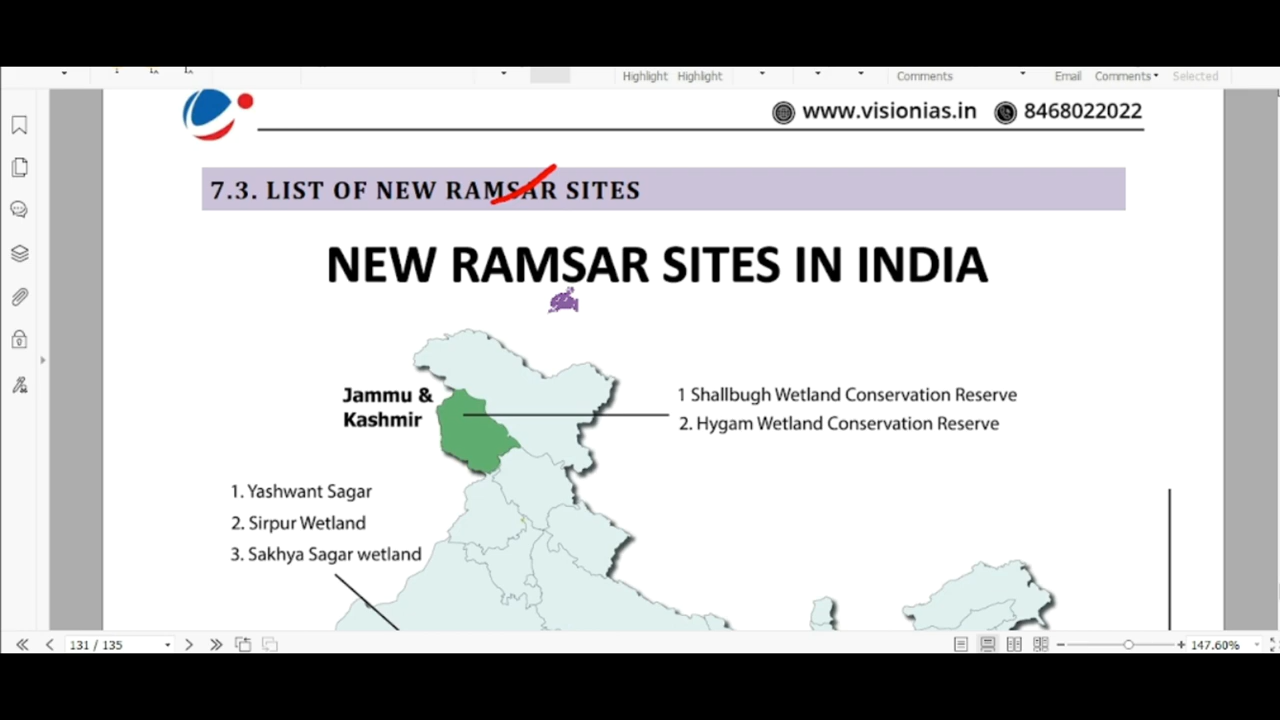 Highlight Highlight Comments Email Comments Selected
www.visionias.in 8468022022
7.3. LIST OF NEW RAMSAR SITES
NEW RAMSAR SITES IN INDIA
Jammu &
Kashmir
1 Shallbugh Wetland Conservation Reserve
2. Hygam Wetland Conservation Reserve
1. Yashwant Sagar
2. Sirpur Wetland
3. Sakhya Sagar wetland
131 / 135
147.60%